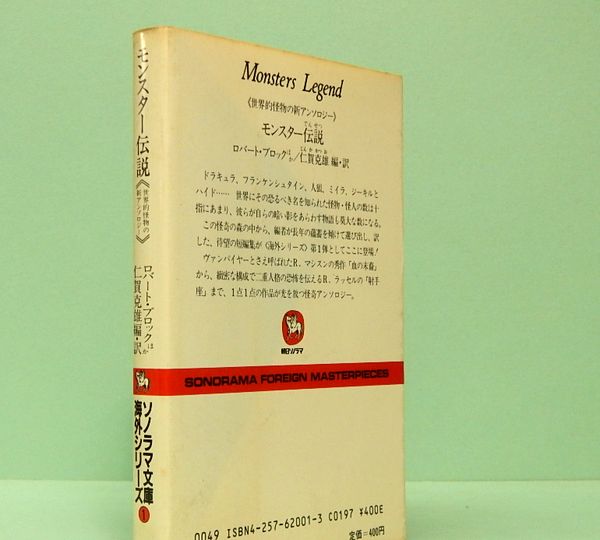 Monsters Legend
《世界的怪物の新アンソロジー》
でんせつ
モンスター伝説
ほか じんかかつお
ロバート・ブロック/仁賀克雄 編・訳
ドラキュラ、フランケンシュタイン、人狼、ミイラ、ジーキルと
ハイド…… 世界にその恐るべき名を知られた怪物・怪人の数は十
指にあまり、彼らが自らの暗い影をあらわす物語も莫大な数になる。
この怪奇の森の中から、編者が長年の蘊蓄を傾けて選び出し、訳
した、待望の短編集が〈海外シリーズ〉第1弾としてここに登場!
ヴァンパイヤーとさえ呼ばれたR、マシスンの秀作「血の末裔」
から、緻密な構成で二重人格の恐怖を伝えるR、ラッセルの「射手
座」まで、1点1点の作品が光を放つ怪奇アンソロジー。
朝日ソノラマ
SONORAMA FOREIGN MASTERPIECES
0049 ISBN4-257-62001-3 C0197 ¥400E
定価=400円
モンスター伝説
《世界的怪物の
新アンソロジー》
ロバート・ブロックほか
仁賀克雄編・訳
ソノラマ文庫
海外シリーズ
1